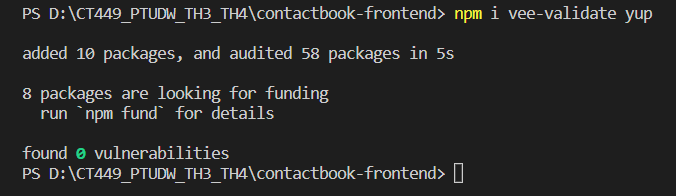 PS D:\CT449_PTUDW_TH3_TH4\contactbook-frontend> npm i vee-validate yup
added 10 packages, and audited 58 packages in 5s
8 packages are looking for funding
  run `npm fund` for details
found 0 vulnerabilities
PS D:\CT449_PTUDW_TH3_TH4\contactbook-frontend>